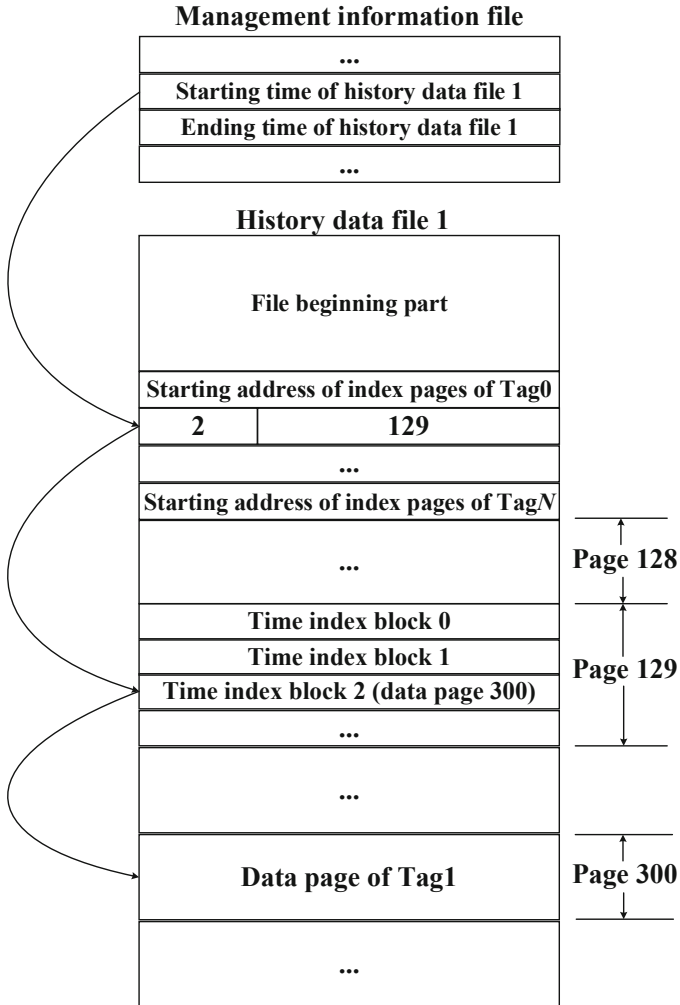 Management information file
...
Starting time of history data file 1
Ending time of history data file 1
...
History data file 1
File beginning part
Starting address of index pages of Tag0
2 129
...
Starting address of index pages of TagN
...
Page 128
Time index block 0
Time index block 1
Time index block 2 (data page 300)
...
Page 129
...
Data page of Tag1
Page 300
...